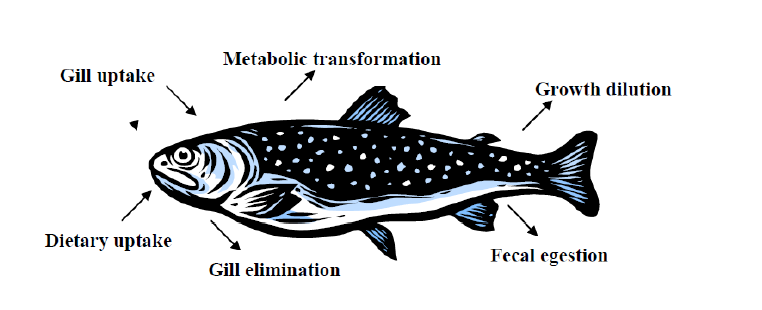 Metabolic transformation
Gill uptake
Growth dilution
Dietary uptake
Gill elimination
Fecal egestion